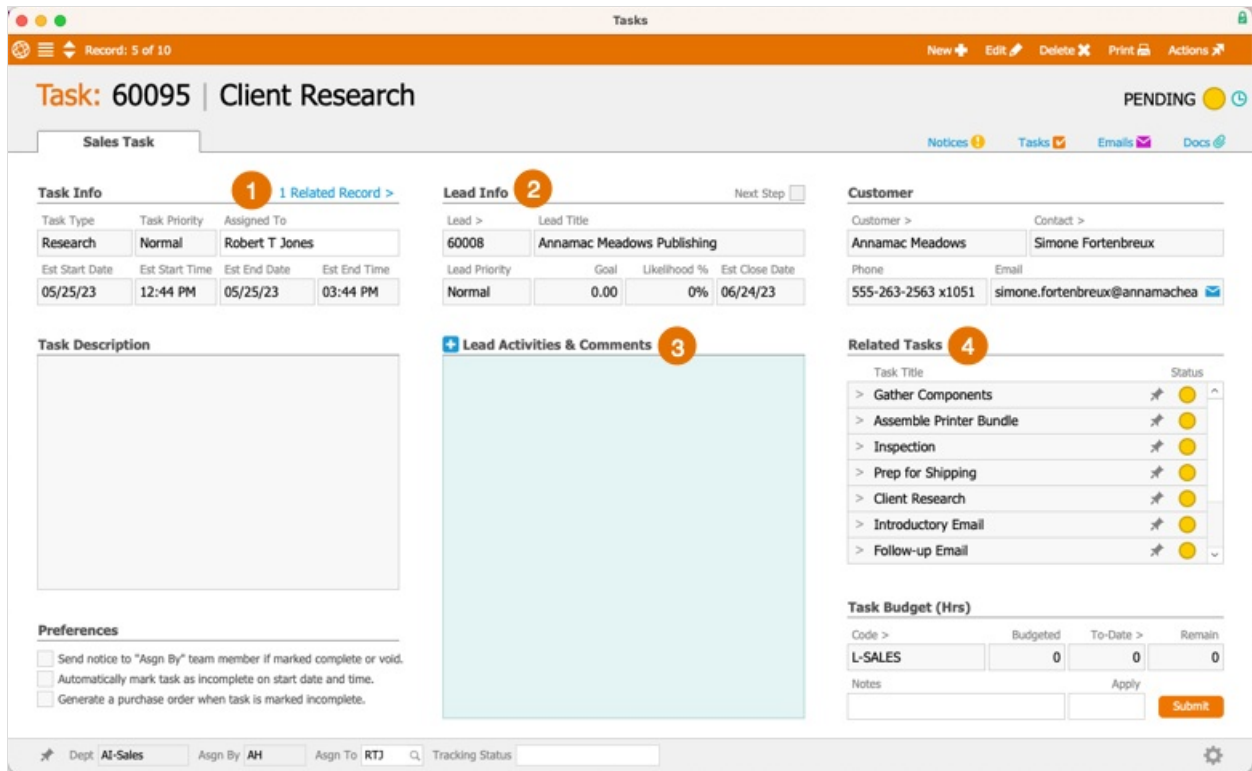 Tasks
Record: 5 of 10 New Edit Delete Print Actions
Task: 60095 | Client Research
PENDING
Sales Task Notices Tasks Emails Docs
Task Info 1 1 Related Record >
Task Type Task Priority Assigned To
Research Normal Robert T Jones
Est Start Date Est Start Time Est End Date Est End Time
05/25/23 12:44 PM 05/25/23 03:44 PM
Lead Info 2 Next Step
Lead > Lead Title
60008 Annamac Meadows Publishing
Lead Priority Goal Likelihood % Est Close Date
Normal 0.00 0% 06/24/23
Customer
Customer > Contact >
Annamac Meadows Simone Fortenbreux
Phone Email
555-263-2563 x1051 simone.fortenbreux@annamachea
Task Description
Lead Activities & Comments 3
Related Tasks 4
Task Title Status
> Gather Components
> Assemble Printer Bundle
> Inspection
> Prep for Shipping
> Client Research
> Introductory Email
> Follow-up Email
Preferences
Send notice to "Asgn By" team member if marked complete or void.
Automatically mark task as incomplete on start date and time.
Generate a purchase order when task is marked incomplete.
Task Budget (Hrs)
Code > Budgeted To-Date > Remain
L-SALES 0 0 0
Notes Apply
Submit
Dept AI-Sales Asgn By AH Asgn To RTJ Tracking Status